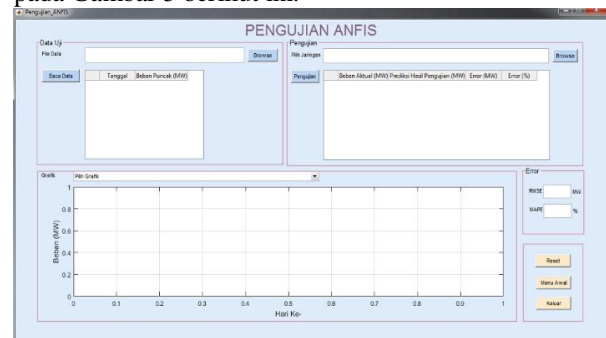 pada Gambar 3 berikut ini.
Pengujian_ANFIS
PENGUJIAN ANFIS
Data Uji
File Data
Browse
Baca Data
Tanggal Beban Puncak (MW)
Pengujian
Pilih Jaringan
Browse
Pengujian
Beban Aktual (MW) Prediksi Hasil Pengujian (MW) Error (MW) Error (%)
Grafik
Pilih Grafik
Beban (MW)
1
0.8
0.6
0.4
0.2
0
0 0.1 0.2 0.3 0.4 0.5 0.6 0.7 0.8 0.9 1
Hari Ke-
Error
RMSE MW
MAPE %
Reset
Menu Awal
Keluar